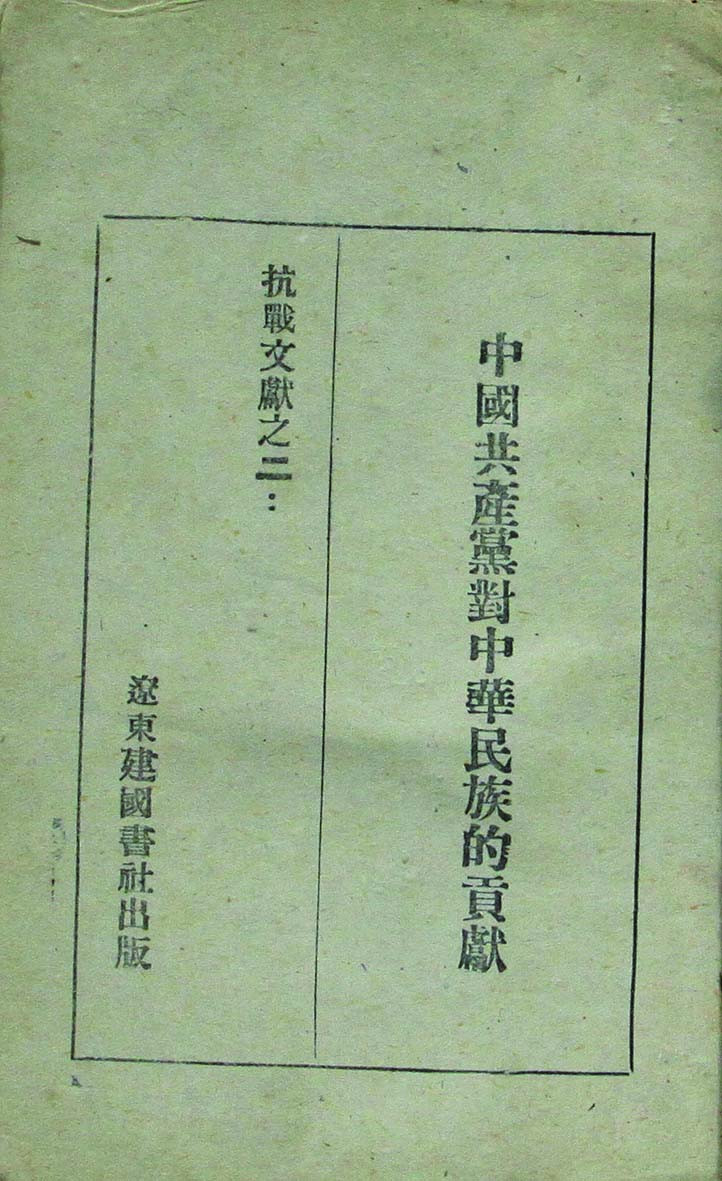 中國共產黨對中華民族的貢獻
抗戰文獻之二：
遼東建國書社出版